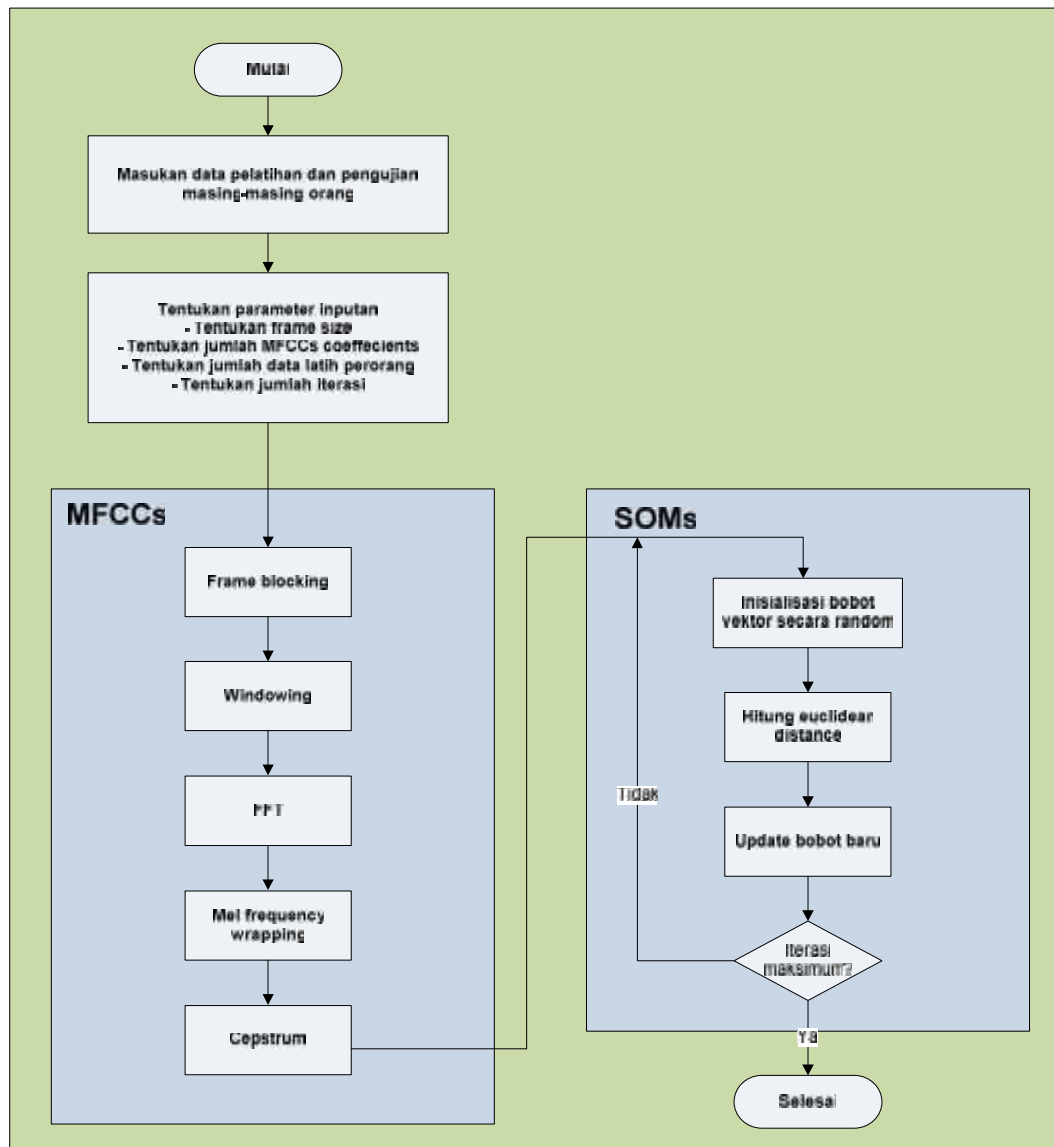 Mulai
Masukan data pelatihan dan pengujian
masing-masing orang
Tentukan parameter inputan
- Tentukan frame size
- Tentukan jumlah MFCCs coeffecients
- Tentukan jumlah data latih perorang
- Tentukan jumlah iterasi
MFCCs
Frame blocking
Windowing
FFT
Mel frequency
wrapping
Cepstrum
SOMs
Inisialisasi bobot
vektor secara random
Hitung euclidean
distance
Update bobot baru
Iterasi
maksimum?
Tidak
Ya
Selesai